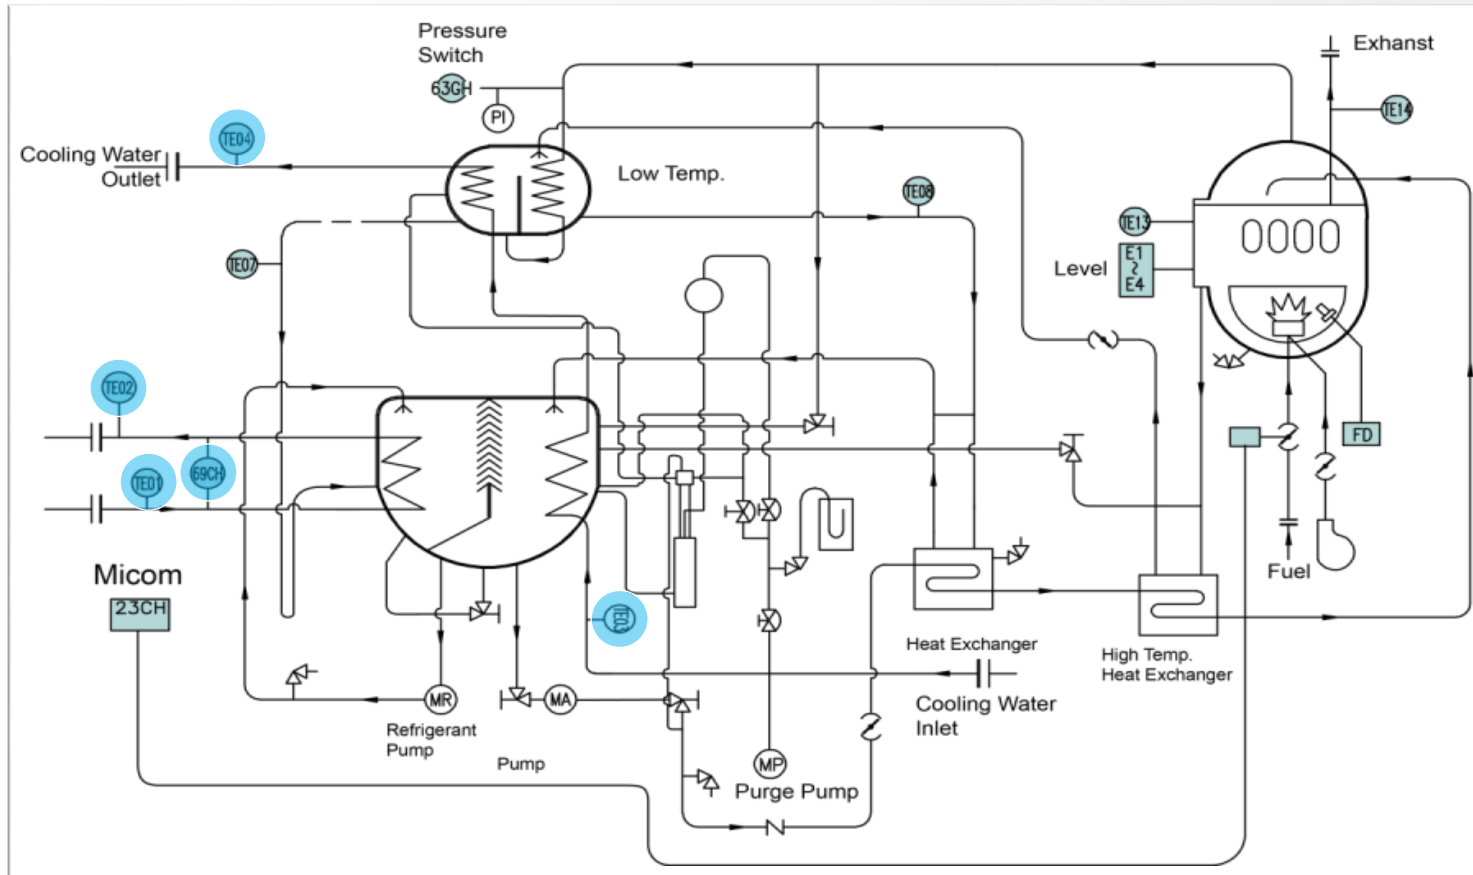 Pressure
Switch
63GH
PI
Exhanst
TE14
TE04
Cooling Water
Outlet
Low Temp.
TE08
TE13
Level
E1
~
E4
TE07
TE02
69CH
TE01
FD
Micom
23CH
TE03
Fuel
Heat Exchanger
High Temp.
Heat Exchanger
Cooling Water
Inlet
MR
MA
Refrigerant
Pump
Pump
MP
Purge Pump